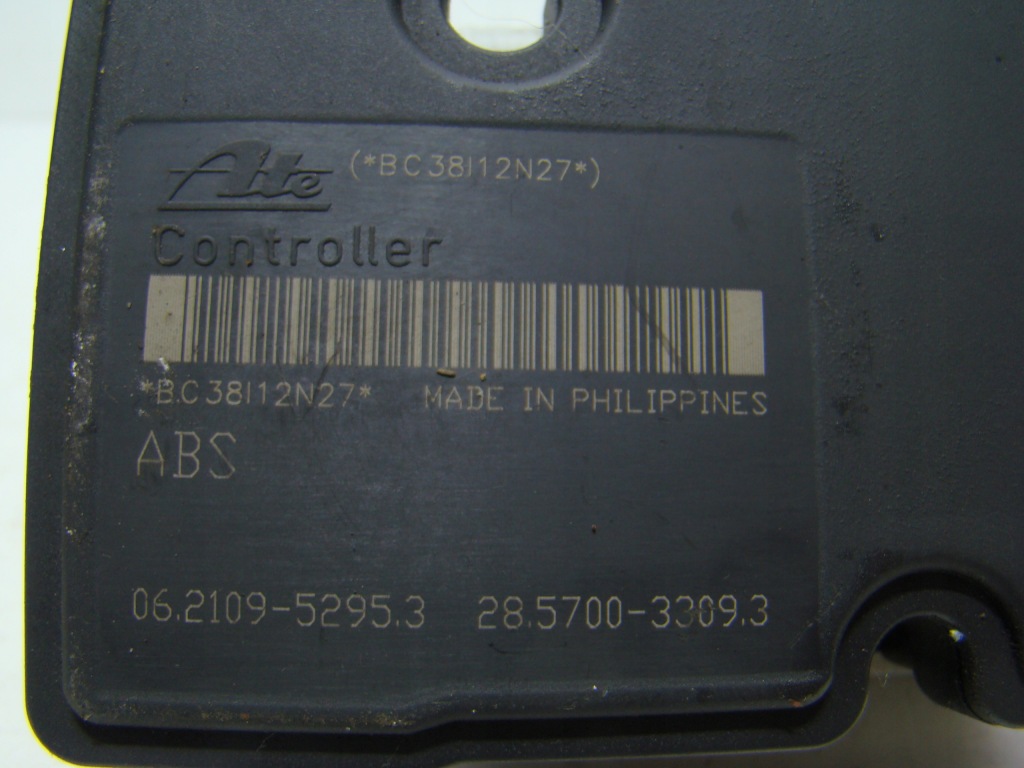 Ate (*BC38I12N27*)
Controller
*BC38I12N27* MADE IN PHILIPPINES
ABS
06.2109-5295.3 28.5700-3309.3